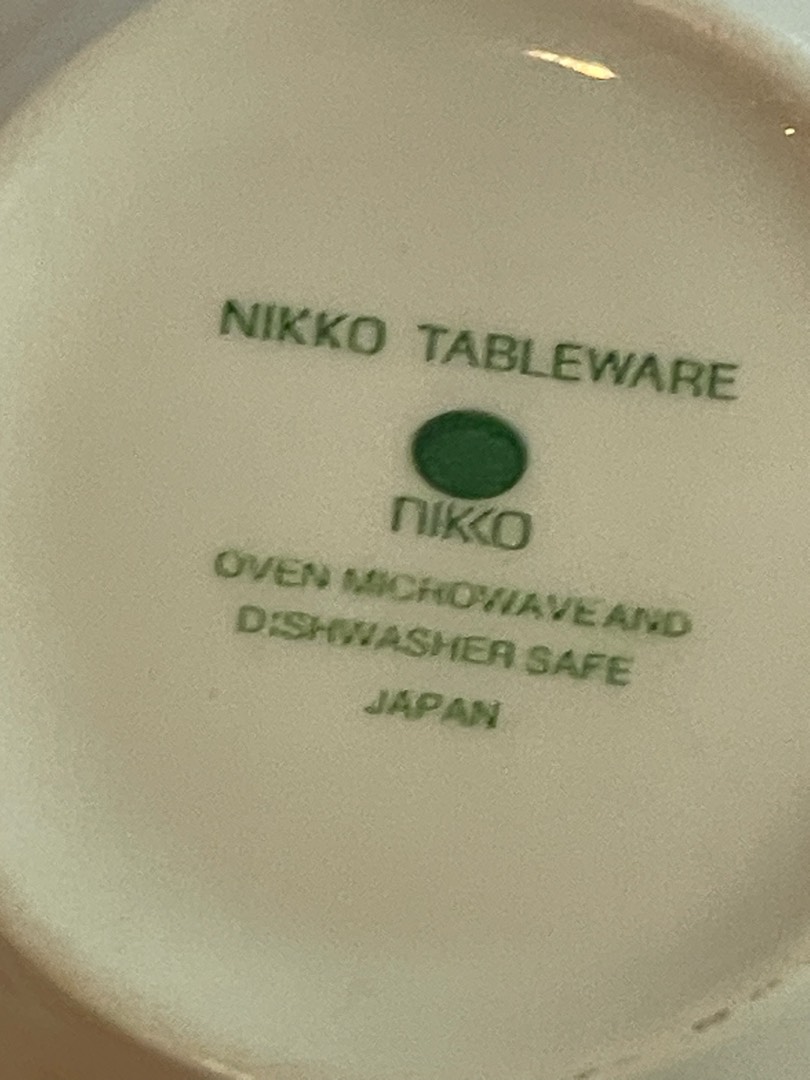 NIKKO TABLEWARE
nikko
OVEN MICROWAVE AND
DISHWASHER SAFE
JAPAN